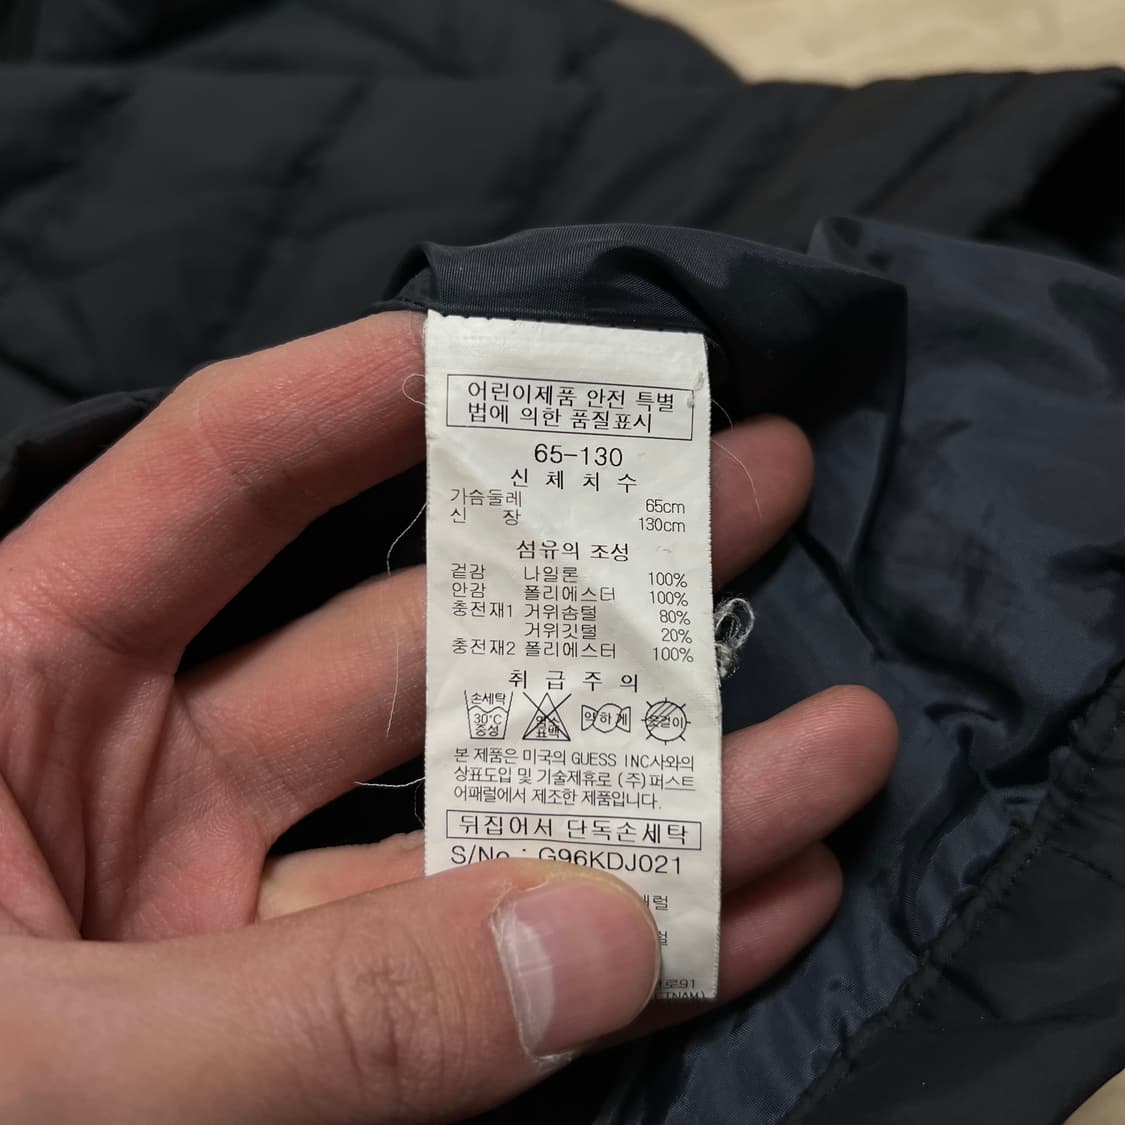 어린이제품 안전 특별
법에 의한 품질표시
65-130
신 체 치 수
가슴둘레 65cm
신 장 130cm
섬유의 조성
겉감 나일론 100%
안감 폴리에스터 100%
충전재1 거위솜털 80%
거위깃털 20%
충전재2 폴리에스터 100%
취 급 주 의
손세탁 30℃ 중성
염소 표백
약하게
옷걸이
본 제품은 미국의 GUESS INC사와의
상표도입 및 기술제휴로 (주)퍼스트
어패럴에서 제조한 제품입니다.
뒤집어서 단독손세탁
S/No : G96KDJ021